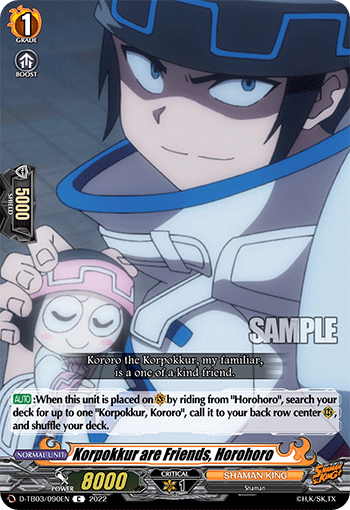 1
GRADE
BOOST
5000
SHIELD
SAMPLE
Kororo the Korpokkur, my familiar,
is a one of a kind friend.
AUTO:When this unit is placed on by riding from "Horohoro", search your
deck for up to one "Korpokkur, Kororo", call it to your back row center ,
and shuffle your deck.
NORMAL UNIT
Korpokkur are Friends, Horohoro
POWER 8000
CRITICAL
1
SHAMAN KING
Shaman
SHAMAN KING
D-TB03/090EN C 2022
©H.K/SK,TX